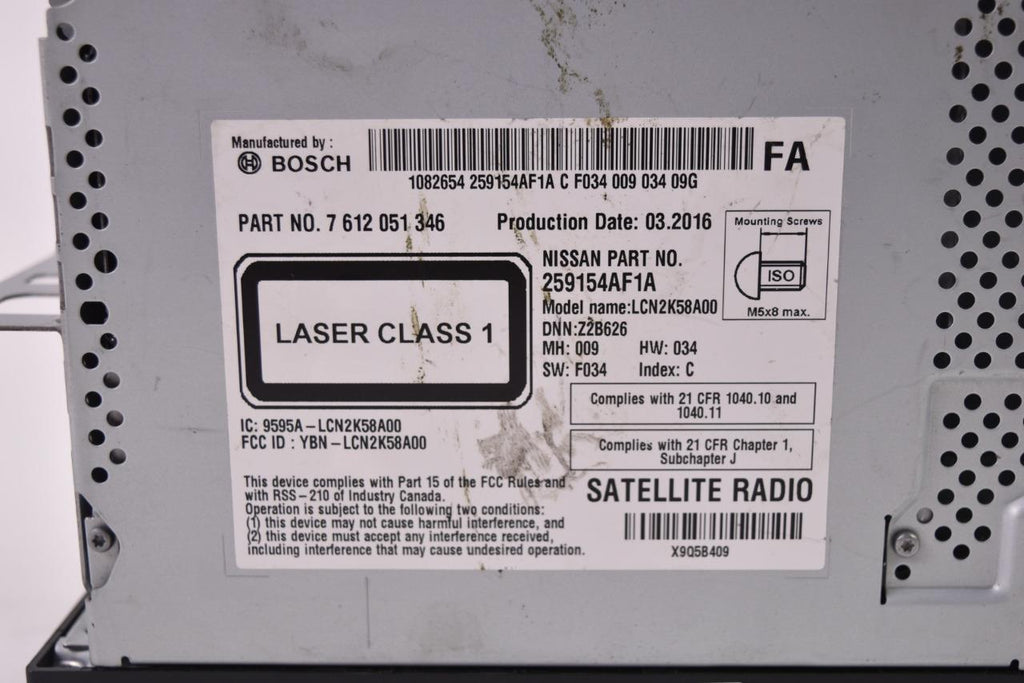 Manufactured by :
BOSCH
FA
1082654 259154AF1A C F034 009 034 09G
PART NO. 7 612 051 346
Production Date: 03.2016
Mounting Screws
ISO
M5x8 max.
NISSAN PART NO.
259154AF1A
Model name:LCN2K58A00
DNN:Z2B626
MH: 009 HW: 034
SW: F034 Index: C
LASER CLASS 1
Complies with 21 CFR 1040.10 and
1040.11
IC: 9595A-LCN2K58A00
FCC ID : YBN-LCN2K58A00
Complies with 21 CFR Chapter 1,
Subchapter J
This device complies with Part 15 of the FCC Rules and
with RSS-210 of Industry Canada.
Operation is subject to the following two conditions:
(1) this device may not cause harmful interference, and
(2) this device must accept any interference received,
including interference that may cause undesired operation.
SATELLITE RADIO
X9Q5B409